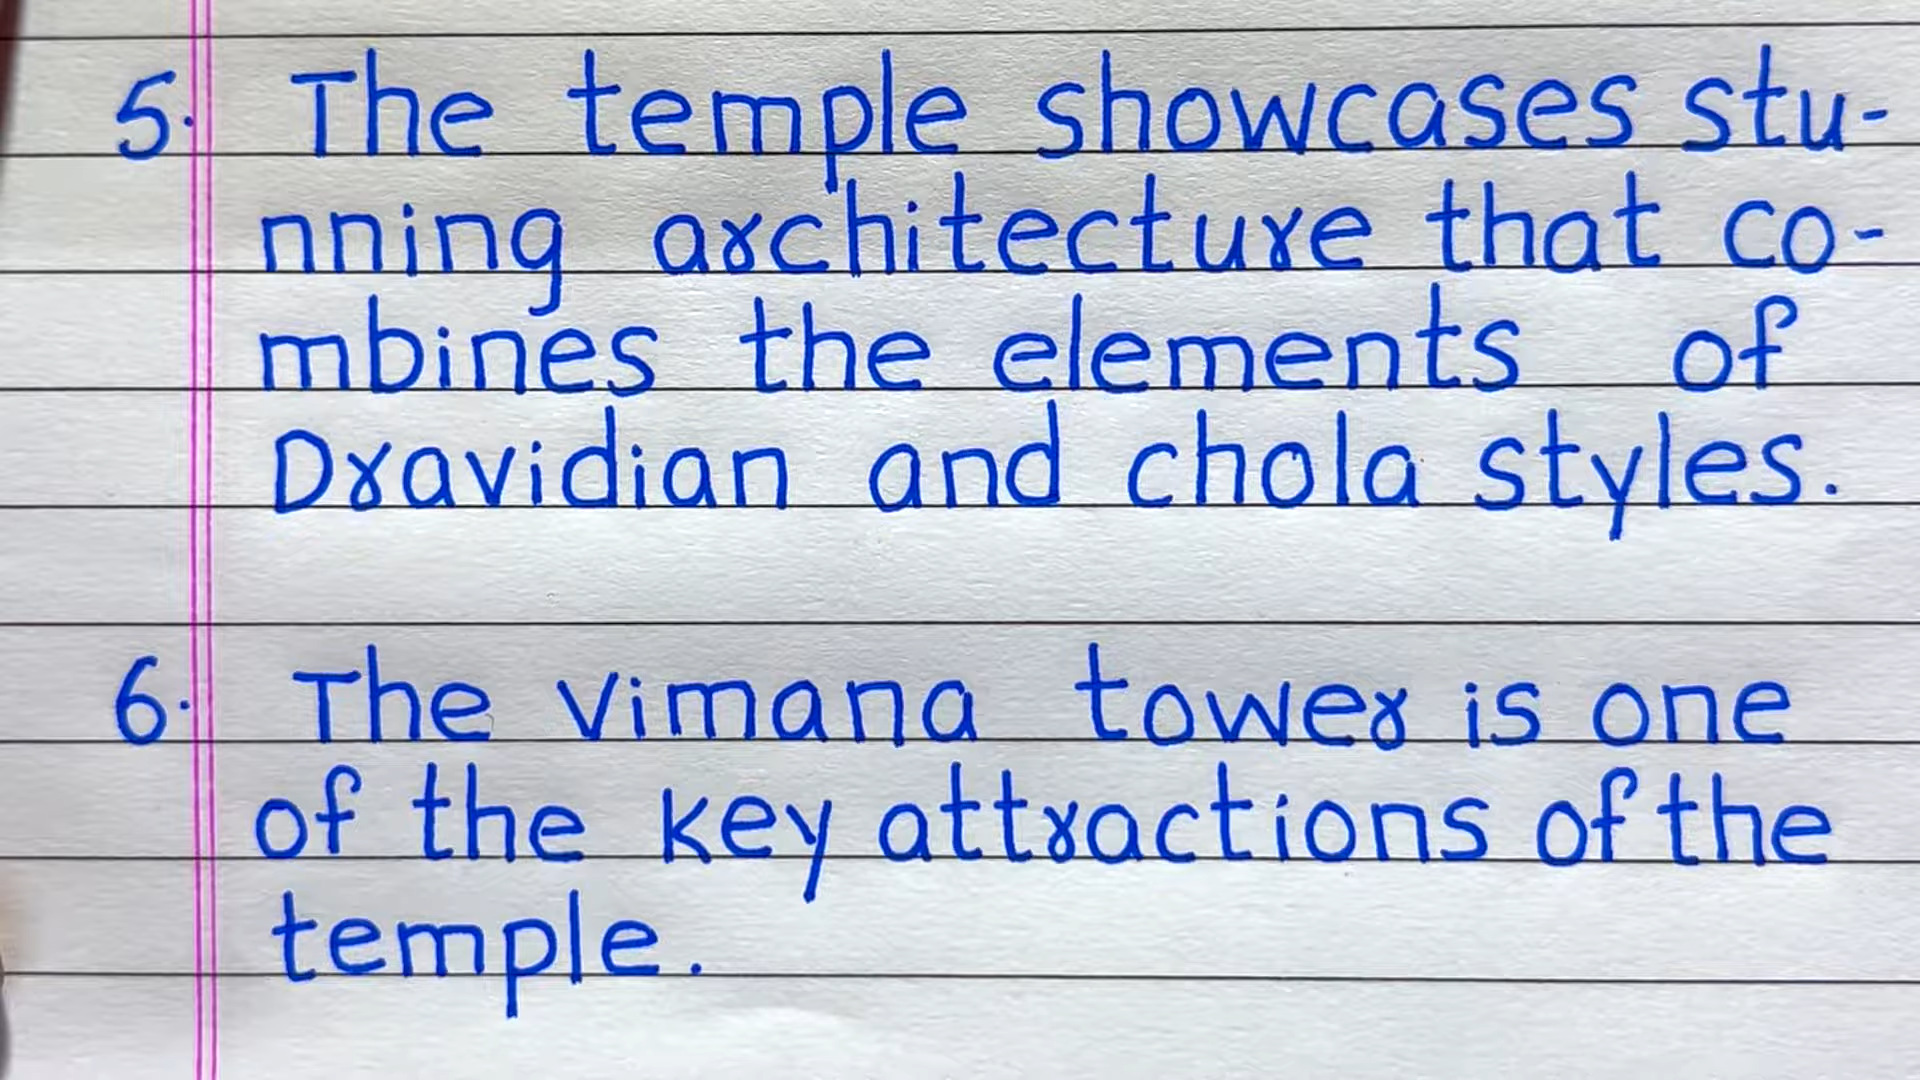 5. The temple showcases stu-
nning architecture that co-
mbines the elements of
Dravidian and chola styles.
6. The Vimana tower is one
of the key attractions of the
temple.